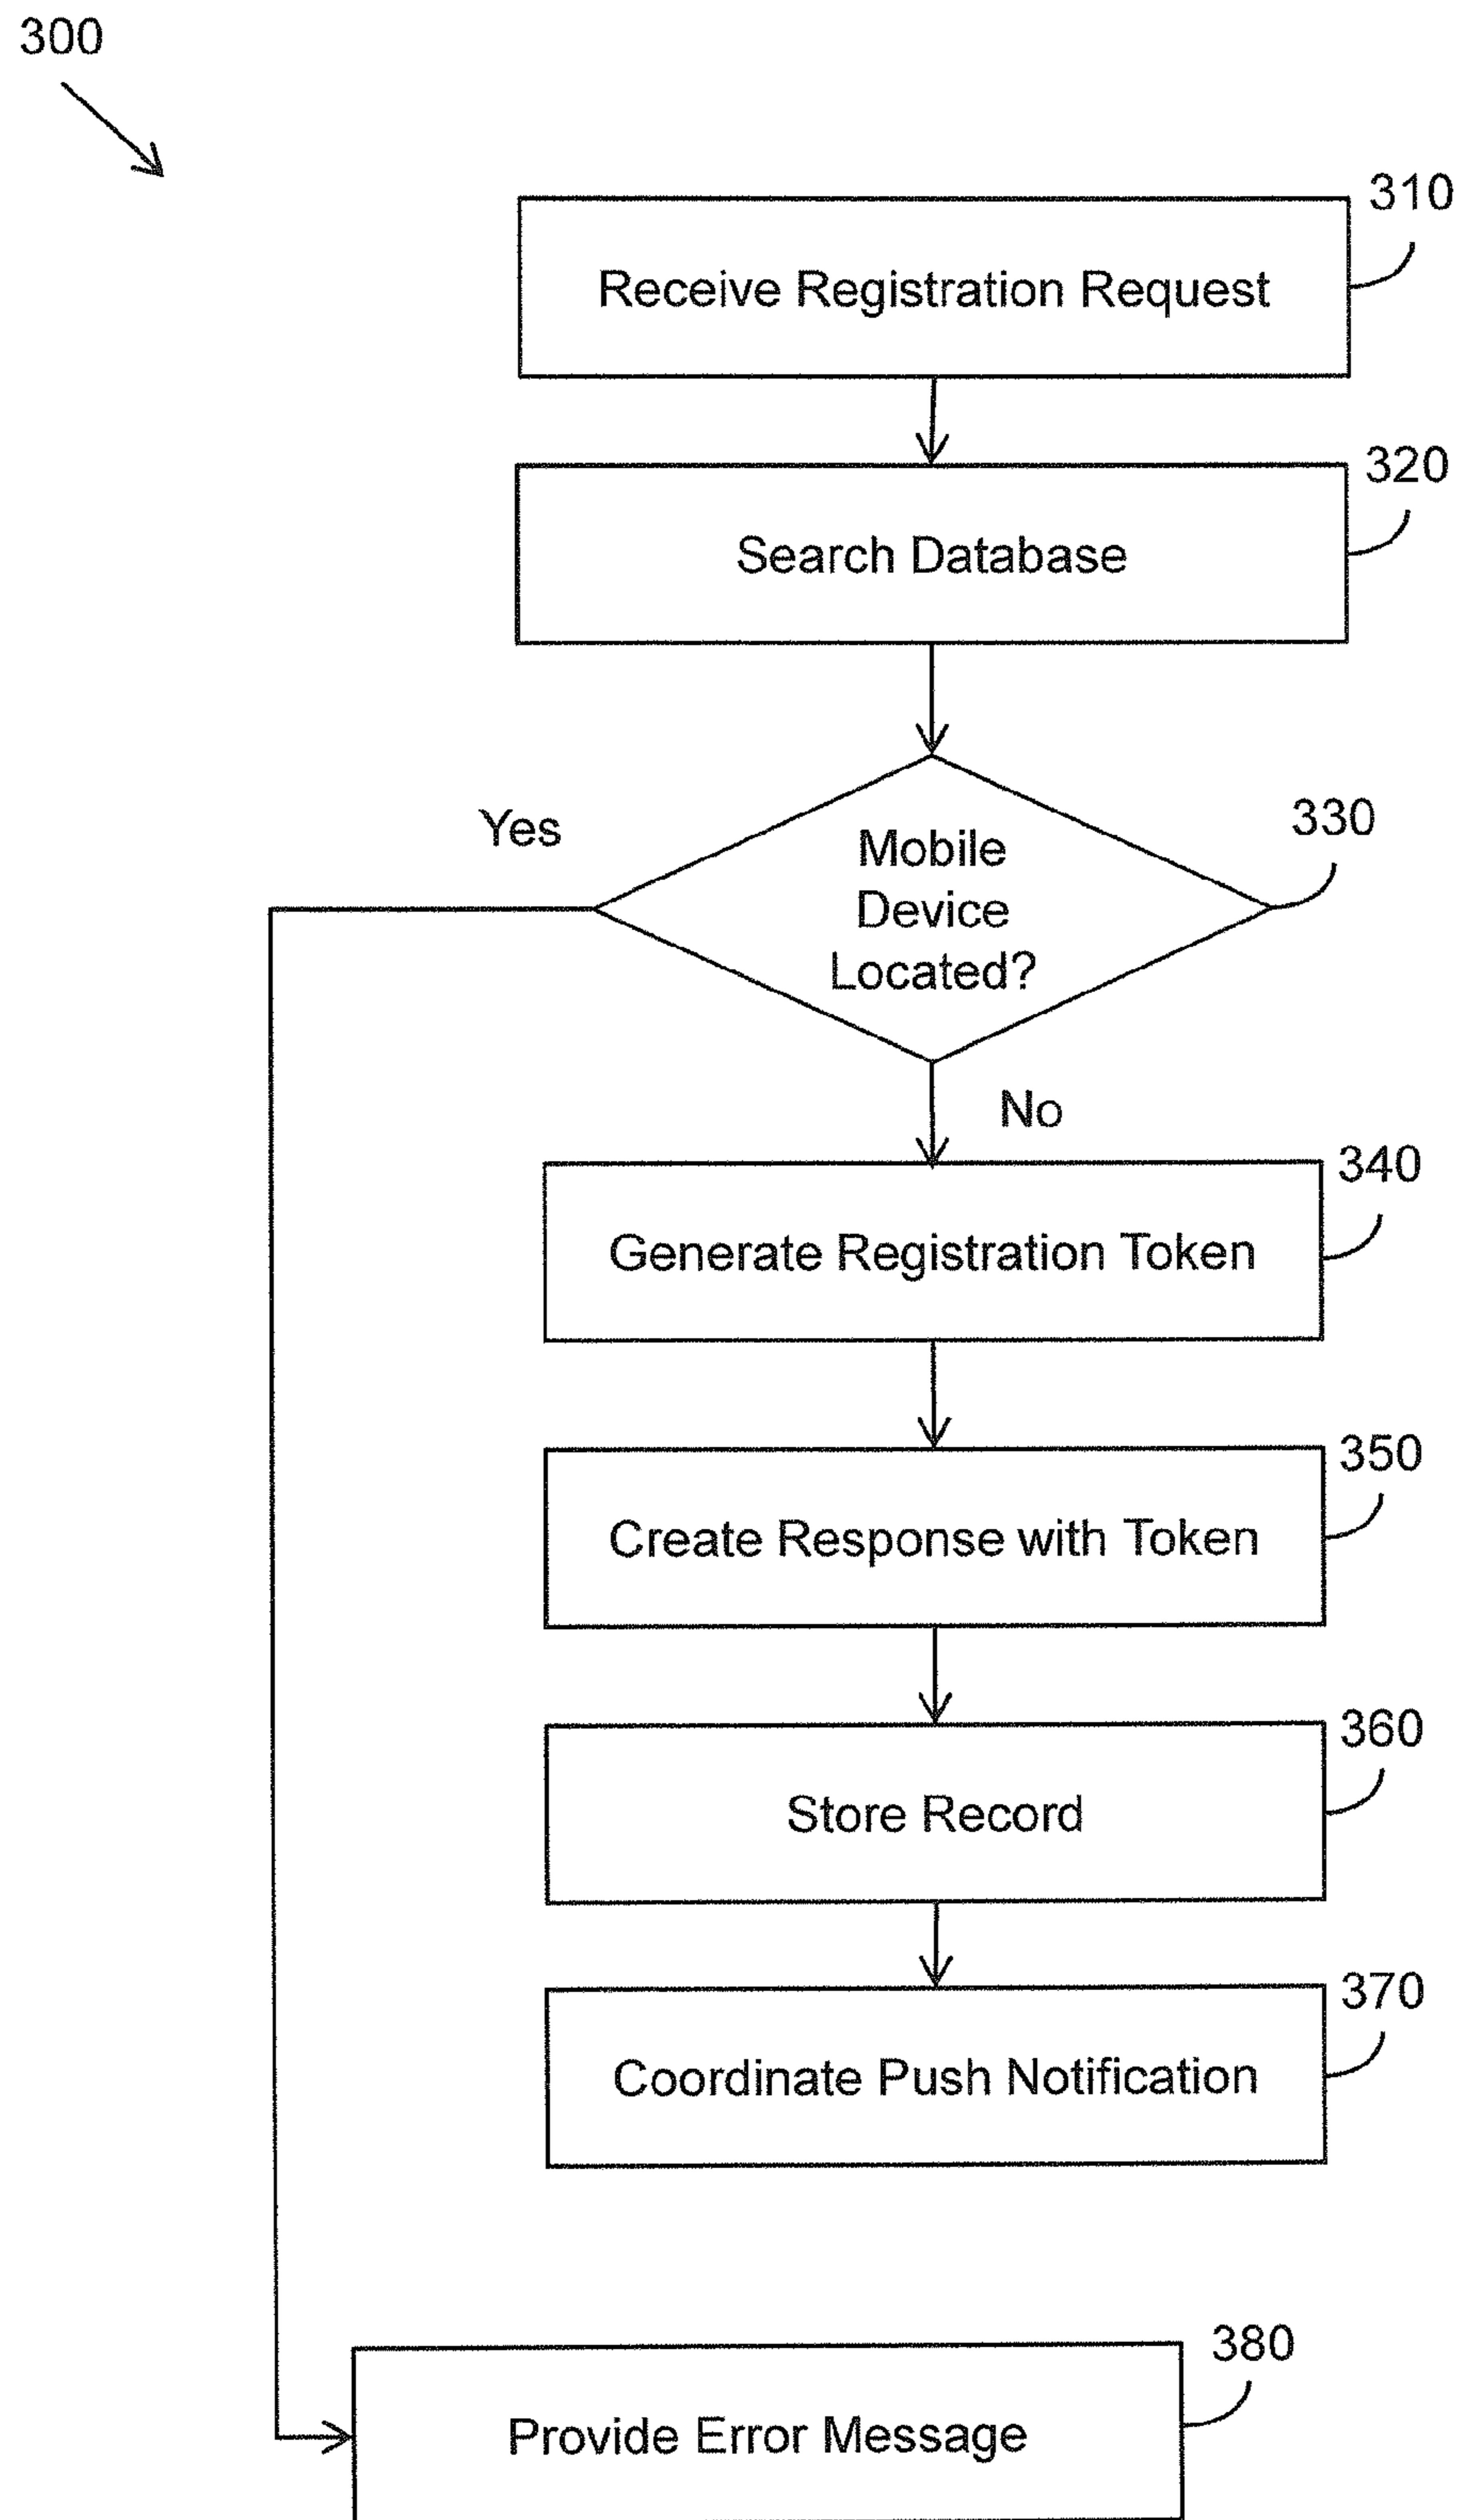 300
310
Receive Registration Request
320
Search Database
Yes
330
Mobile
Device
Located?
No
340
Generate Registration Token
350
Create Response with Token
360
Store Record
370
Coordinate Push Notification
380
Provide Error Message